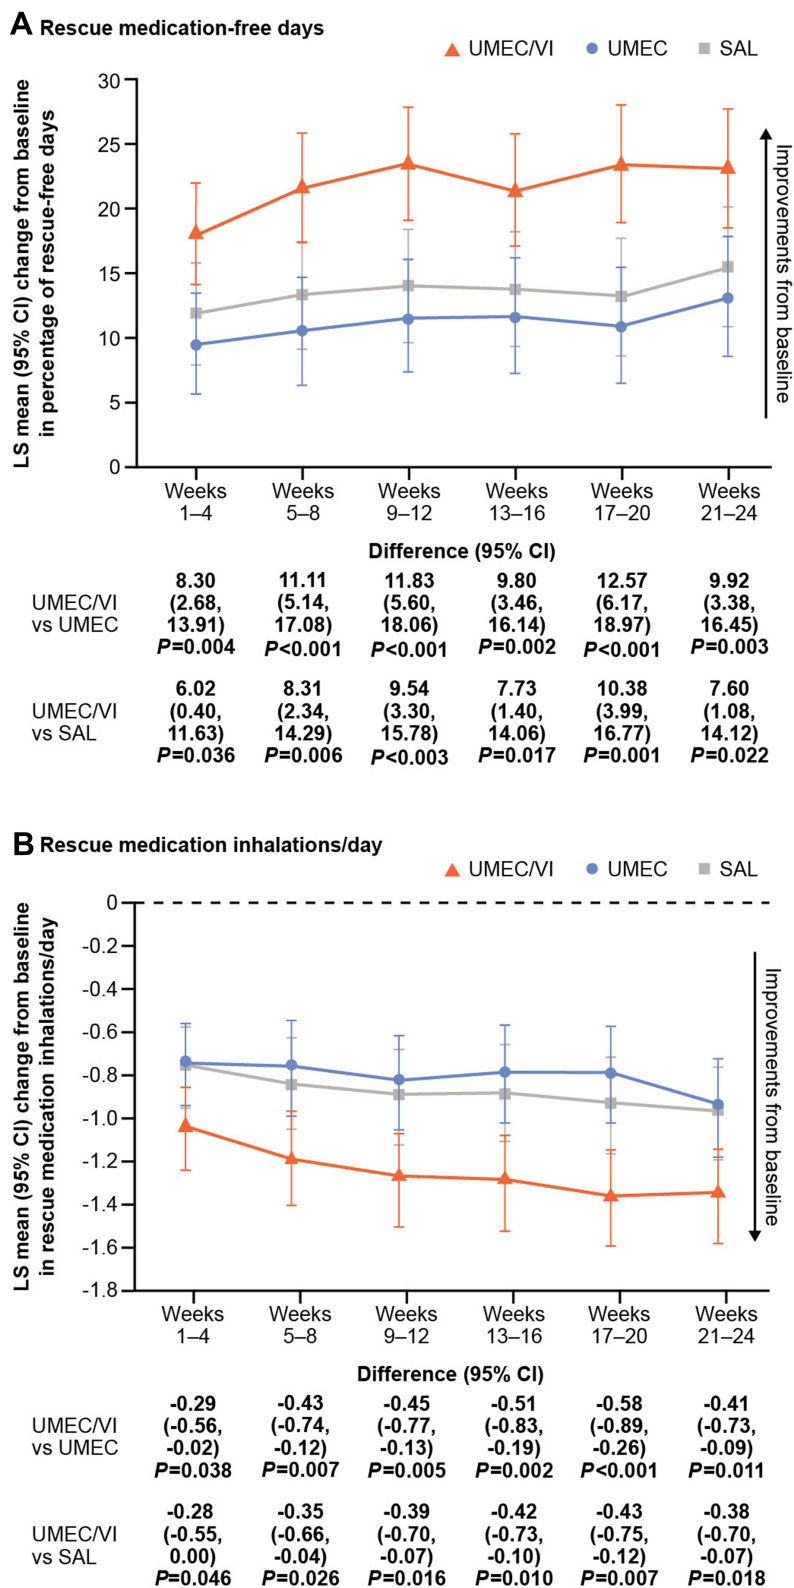 A Rescue medication-free days
UMEC/VI UMEC SAL
LS mean (95% CI) change from baseline
in percentage of rescue-free days
30
25
20
15
10
5
0
Improvements from baseline
Weeks Weeks Weeks Weeks Weeks Weeks
1–4 5–8 9–12 13–16 17–20 21–24
Difference (95% CI)
8.30 11.11 11.83 9.80 12.57 9.92
UMEC/VI (2.68, (5.14, (5.60, (3.46, (6.17, (3.38,
vs UMEC 13.91) 17.08) 18.06) 16.14) 18.97) 16.45)
P=0.004 P<0.001 P<0.001 P=0.002 P<0.001 P=0.003
6.02 8.31 9.54 7.73 10.38 7.60
UMEC/VI (0.40, (2.34, (3.30, (1.40, (3.99, (1.08,
vs SAL 11.63) 14.29) 15.78) 14.06) 16.77) 14.12)
P=0.036 P=0.006 P<0.003 P=0.017 P=0.001 P=0.022
B Rescue medication inhalations/day
UMEC/VI UMEC SAL
LS mean (95% CI) change from baseline
in rescue medication inhalations/day
0
-0.2
-0.4
-0.6
-0.8
-1.0
-1.2
-1.4
-1.6
-1.8
Improvements from baseline
Weeks Weeks Weeks Weeks Weeks Weeks
1–4 5–8 9–12 13–16 17–20 21–24
Difference (95% CI)
-0.29 -0.43 -0.45 -0.51 -0.58 -0.41
UMEC/VI (-0.56, (-0.74, (-0.77, (-0.83, (-0.89, (-0.73,
vs UMEC -0.02) -0.12) -0.13) -0.19) -0.26) -0.09)
P=0.038 P=0.007 P=0.005 P=0.002 P<0.001 P=0.011
-0.28 -0.35 -0.39 -0.42 -0.43 -0.38
UMEC/VI (-0.55, (-0.66, (-0.70, (-0.73, (-0.75, (-0.70,
vs SAL 0.00) -0.04) -0.07) -0.10) -0.12) -0.07)
P=0.046 P=0.026 P=0.016 P=0.010 P=0.007 P=0.018